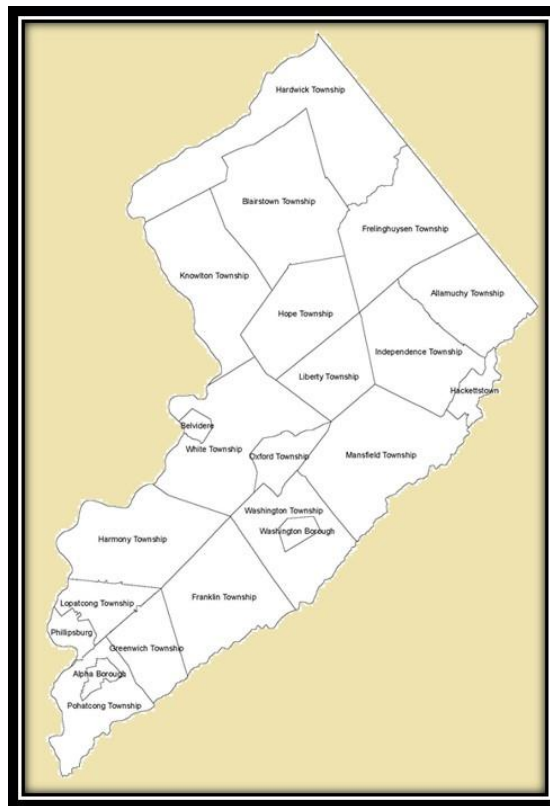 Hardwick Township
Blairstown Township
Frelinghuysen Township
Knowlton Township
Allamuchy Township
Hope Township
Independence Township
Liberty Township
Hackettstown
Belvidere
White Township
Oxford Township
Mansfield Township
Washington Township
Washington Borough
Harmony Township
Franklin Township
Lopatcong Township
Phillipsburg
Greenwich Township
Alpha Borough
Pohatcong Township